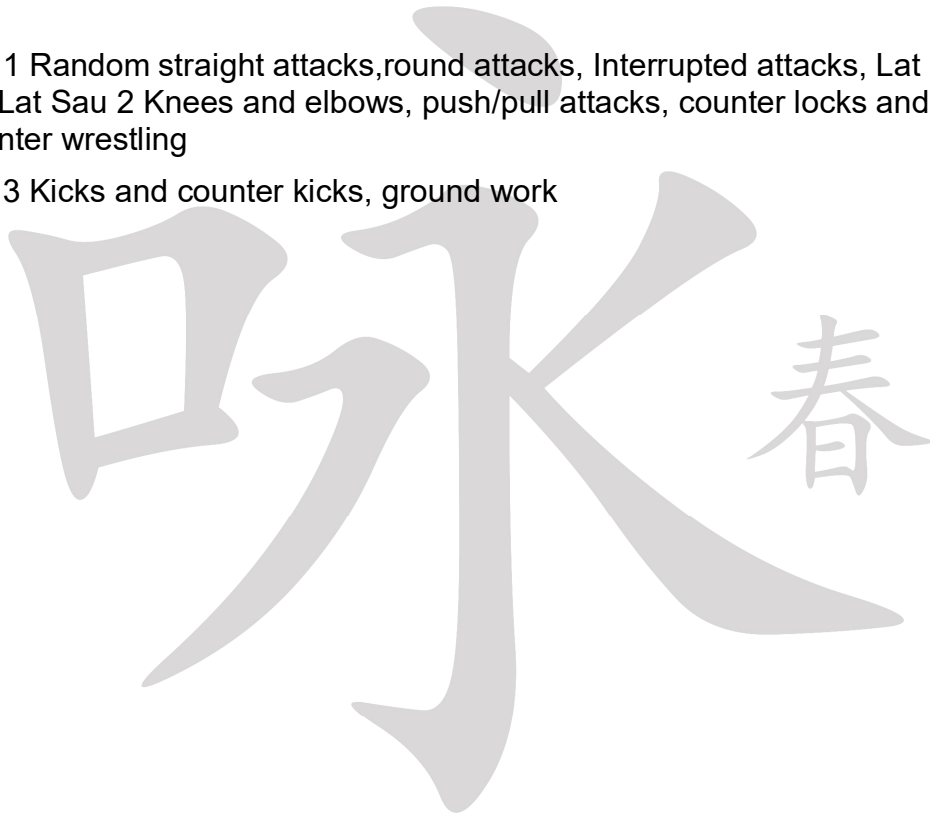 1 Random straight attacks,round attacks, Interrupted attacks, Lat
Lat Sau 2 Knees and elbows, push/pull attacks, counter locks and
nter wrestling
3 Kicks and counter kicks, ground work
咏
春